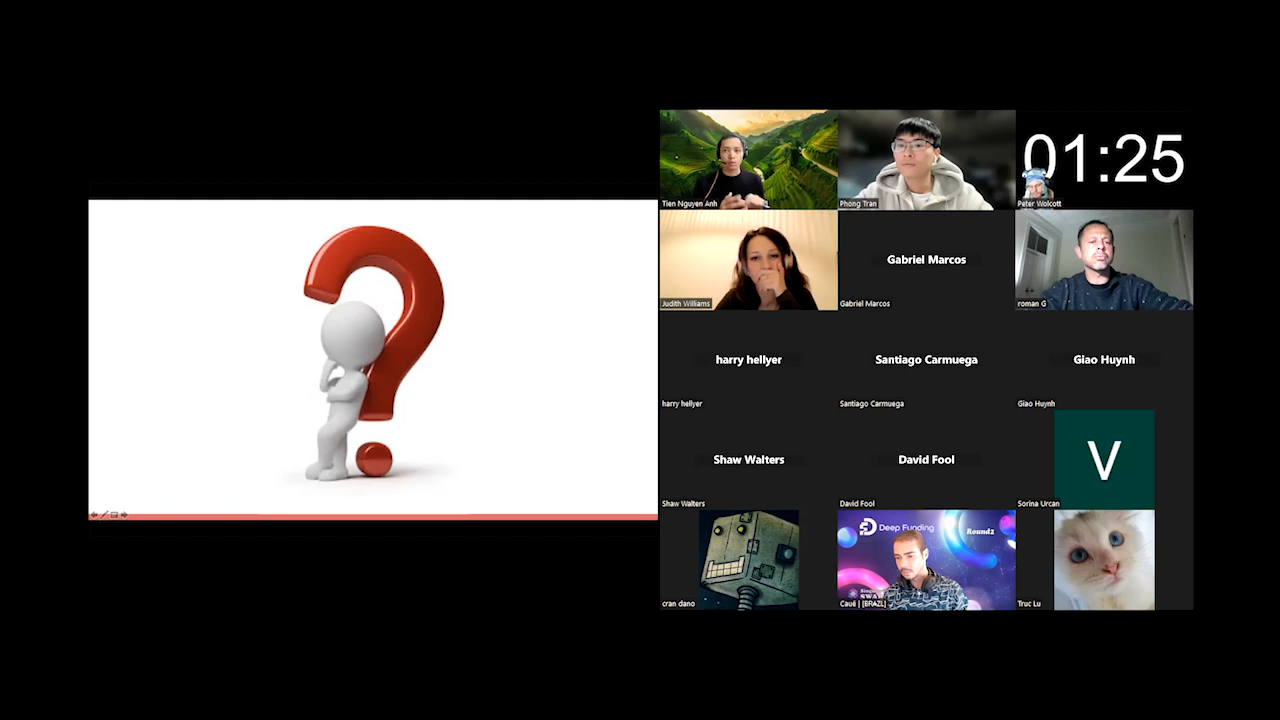 Tien Nguyen Anh
Phong Tran
01:25
Peter Wolcott
Judith Williams
Gabriel Marcos
Gabriel Marcos
roman G
harry hellyer
harry hellyer
Santiago Carmuega
Santiago Carmuega
Giao Huynh
Giao Huynh
Shaw Walters
Shaw Walters
David Fool
David Fool
V
Sorina Urcan
cran dano
Deep Funding
Round2
Cauê | [BRAZL]
Truc Lu